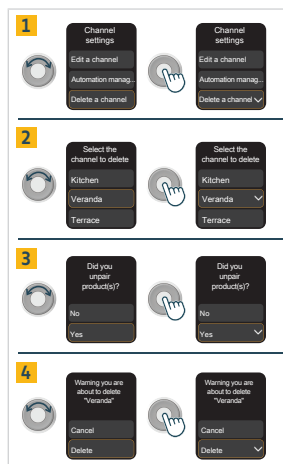 1
Channel
settings
Edit a channel
Automation manag...
Delete a channel
Channel
settings
Edit a channel
Automation manag...
Delete a channel
2
Select the
channel to delete
Kitchen
Veranda
Terrace
Select the
channel to delete
Kitchen
Veranda
Terrace
3
Did you
unpair
product(s)?
No
Yes
Did you
unpair
product(s)?
No
Yes
4
Warning you are
about to delete
"Veranda"
Cancel
Delete
Warning you are
about to delete
"Veranda"
Cancel
Delete